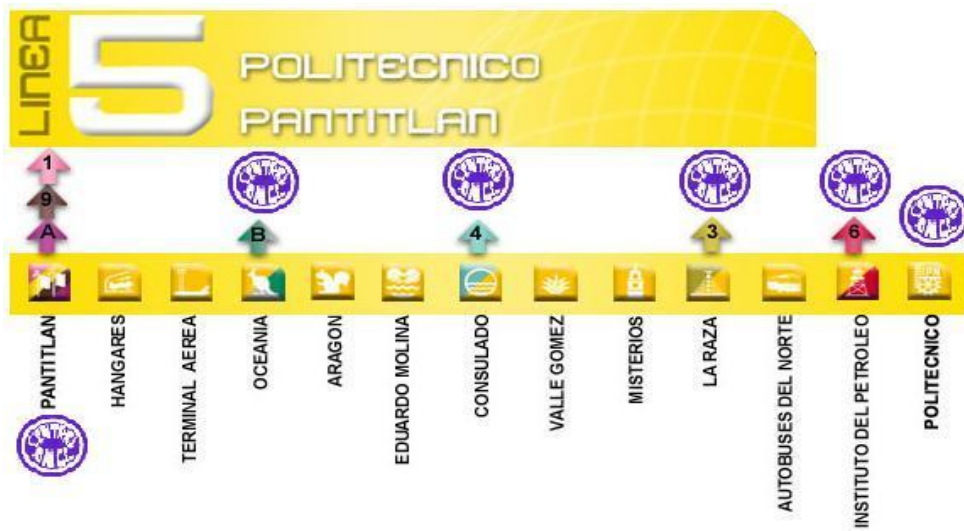 LINEA
5
POLITECNICO
PANTITLAN
1
9
A
B
4
3
6
IPN
PANTITLAN
HANGARES
TERMINAL AEREA
OCEANIA
ARAGON
EDUARDO MOLINA
CONSULADO
VALLE GOMEZ
MISTERIOS
LA RAZA
AUTOBUSES DEL NORTE
INSTITUTO DEL PETROLEO
POLITECNICO